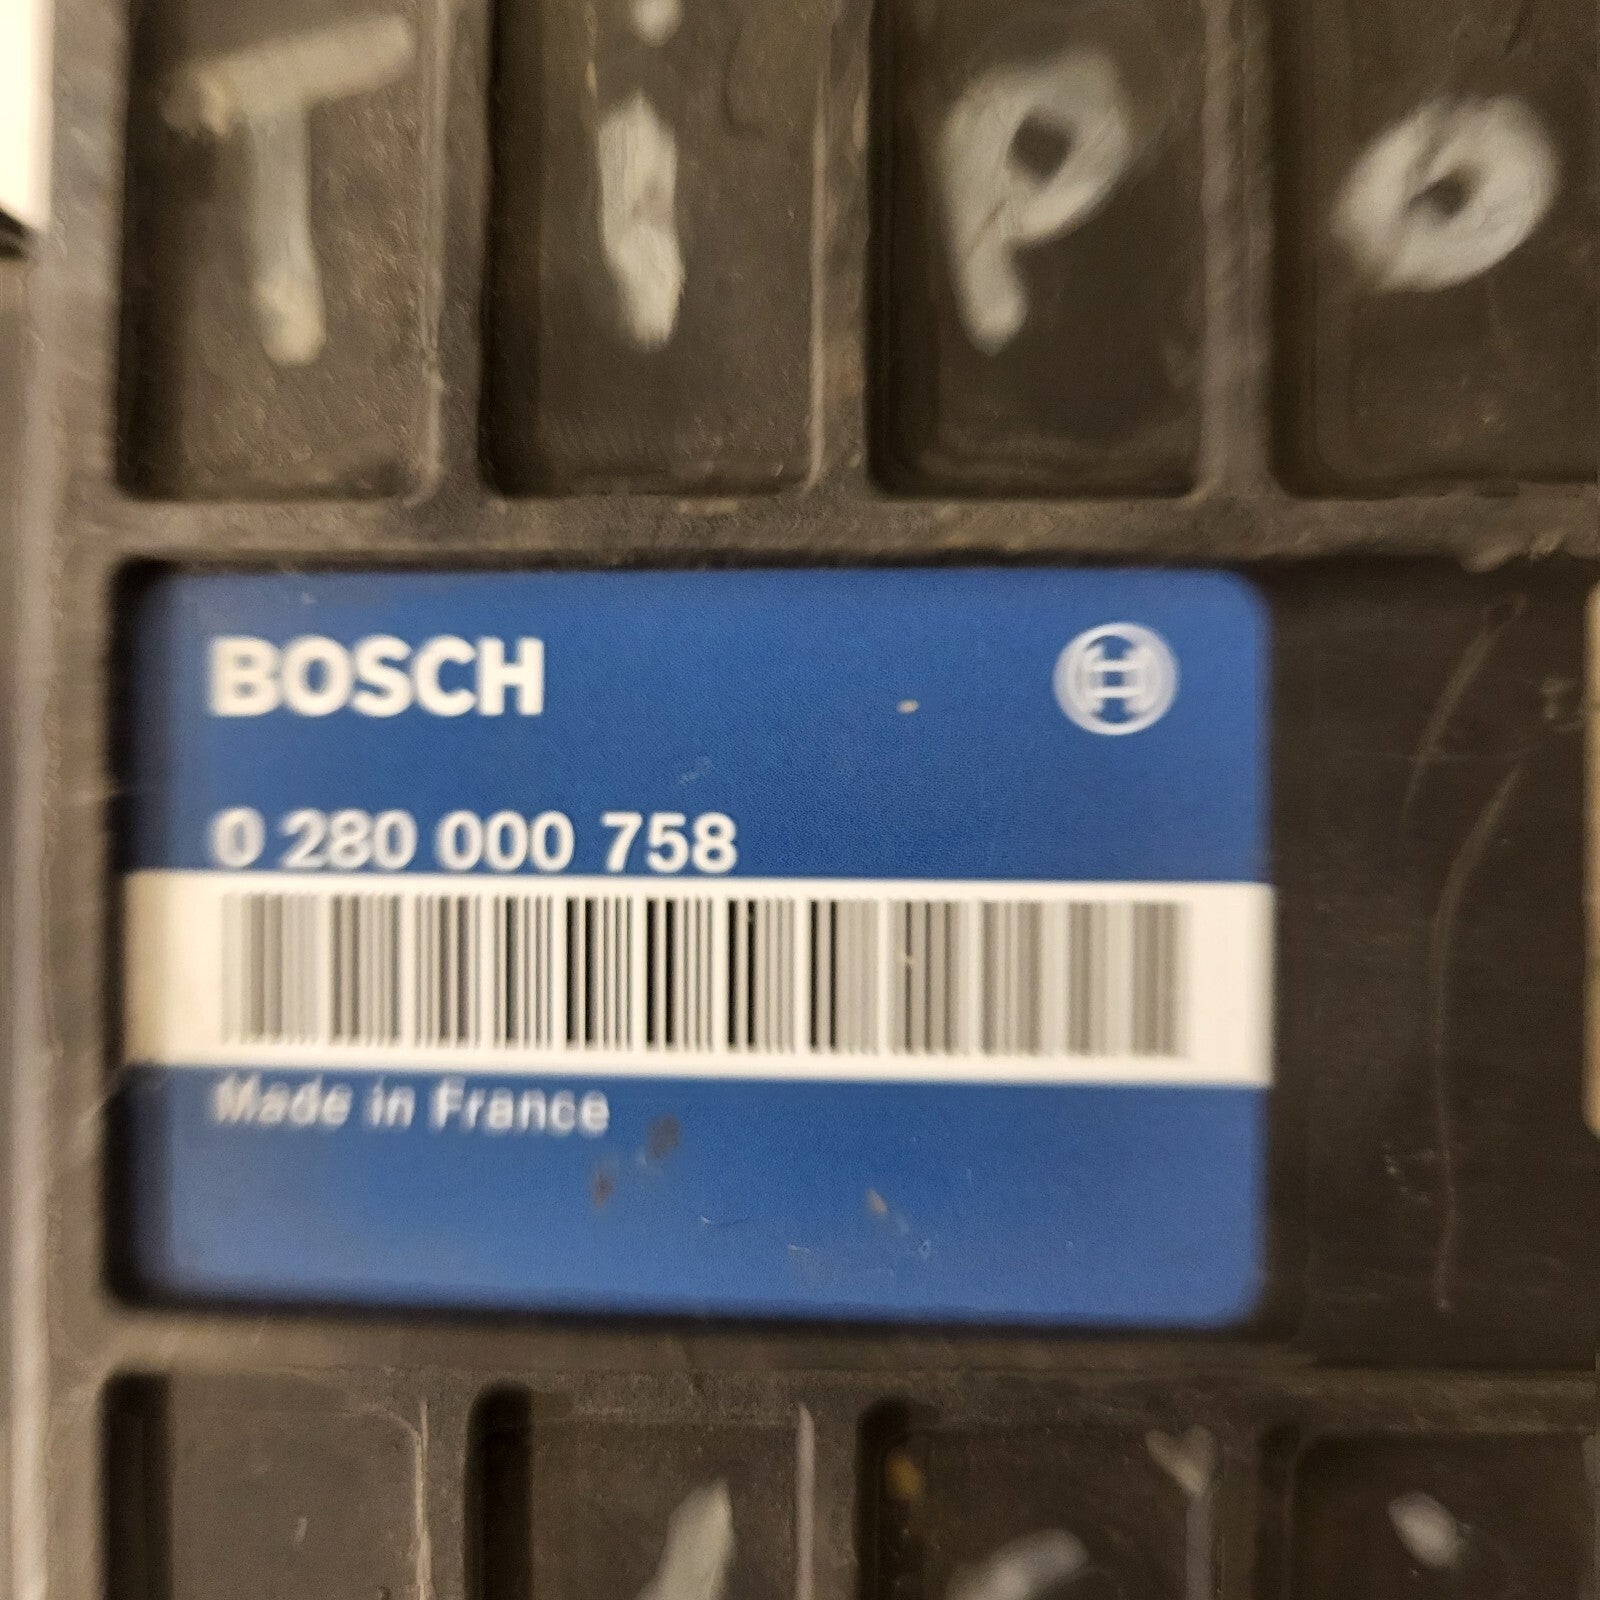 TiPO
BOSCH
0 280 000 758
Made in France